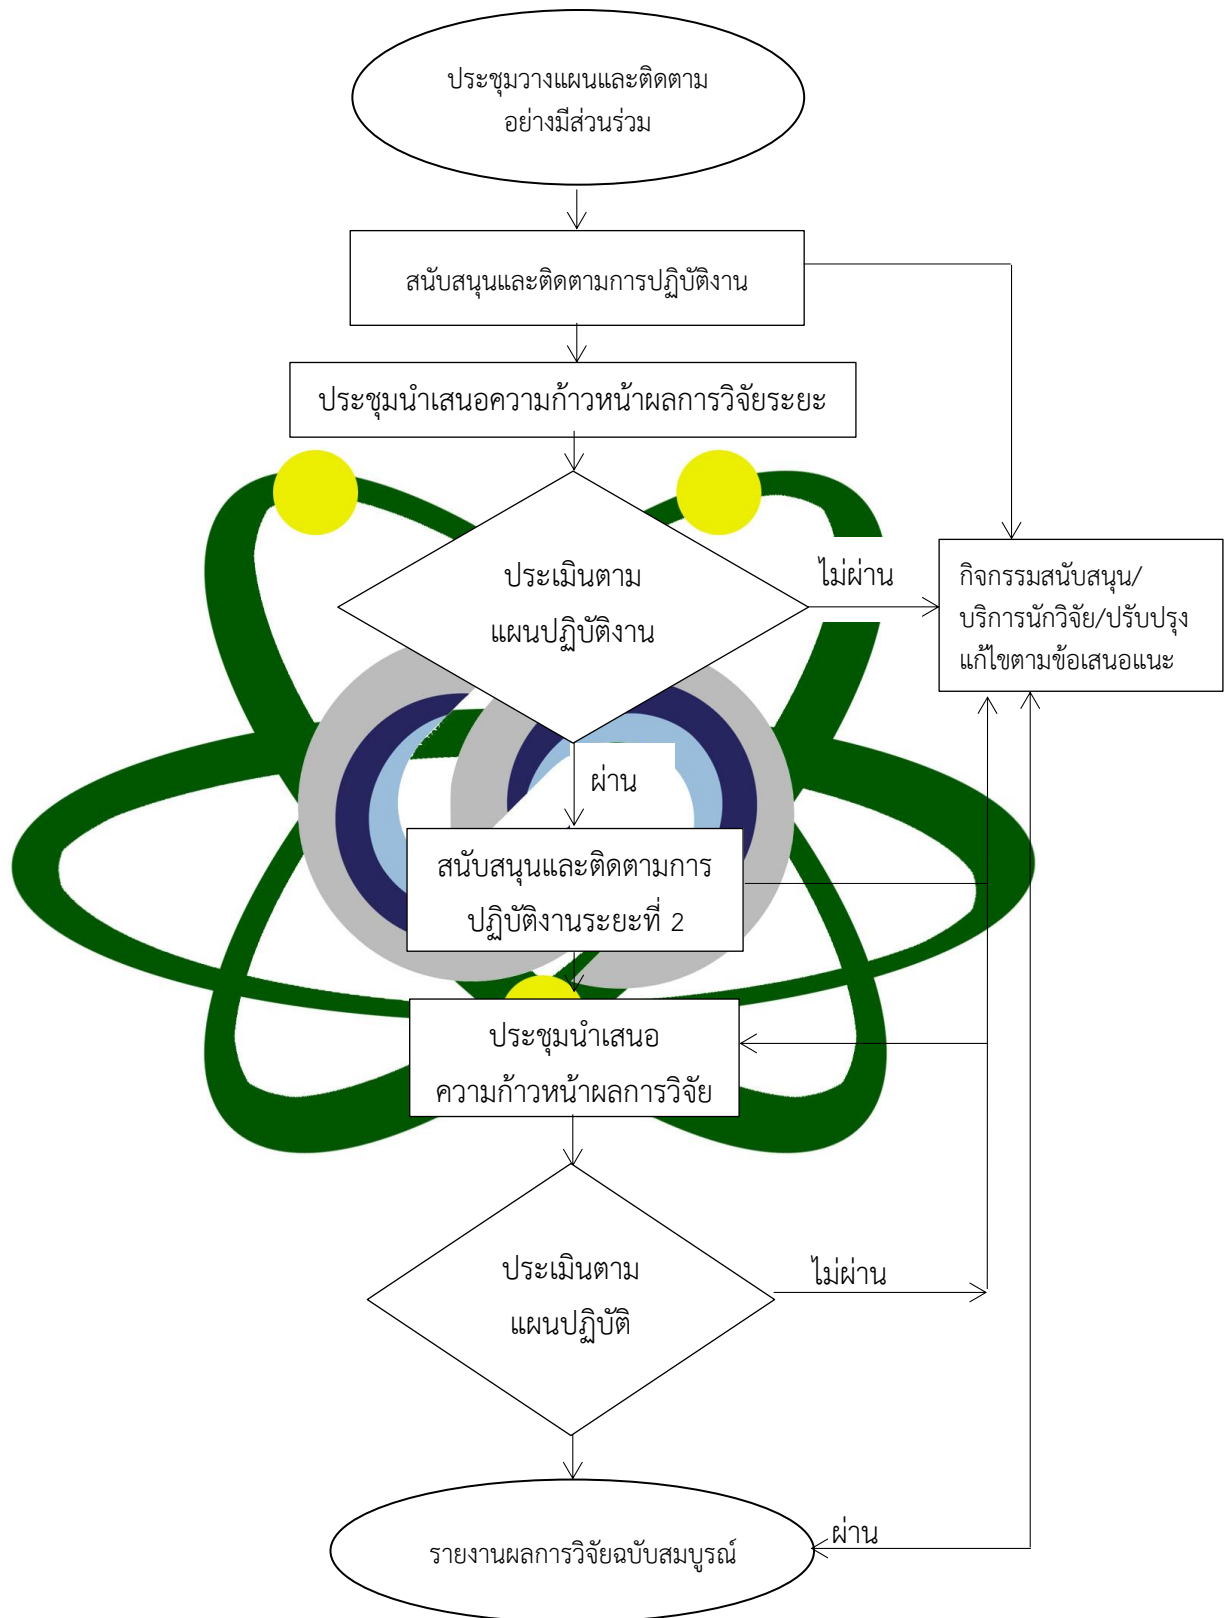 ประชุมวางแผนและติดตาม
อย่างมีส่วนร่วม
สนับสนุนและติดตามการปฏิบัติงาน
ประชุมนำเสนอความก้าวหน้าผลการวิจัยระยะ
ประเมินตาม
แผนปฏิบัติงาน
ไม่ผ่าน
กิจกรรมสนับสนุน/
บริการนักวิจัย/ปรับปรุง
แก้ไขตามข้อเสนอแนะ
ผ่าน
สนับสนุนและติดตามการ
ปฏิบัติงานระยะที่ 2
ประชุมนำเสนอ
ความก้าวหน้าผลการวิจัย
ประเมินตาม
แผนปฏิบัติ
ไม่ผ่าน
ผ่าน
รายงานผลการวิจัยฉบับสมบูรณ์